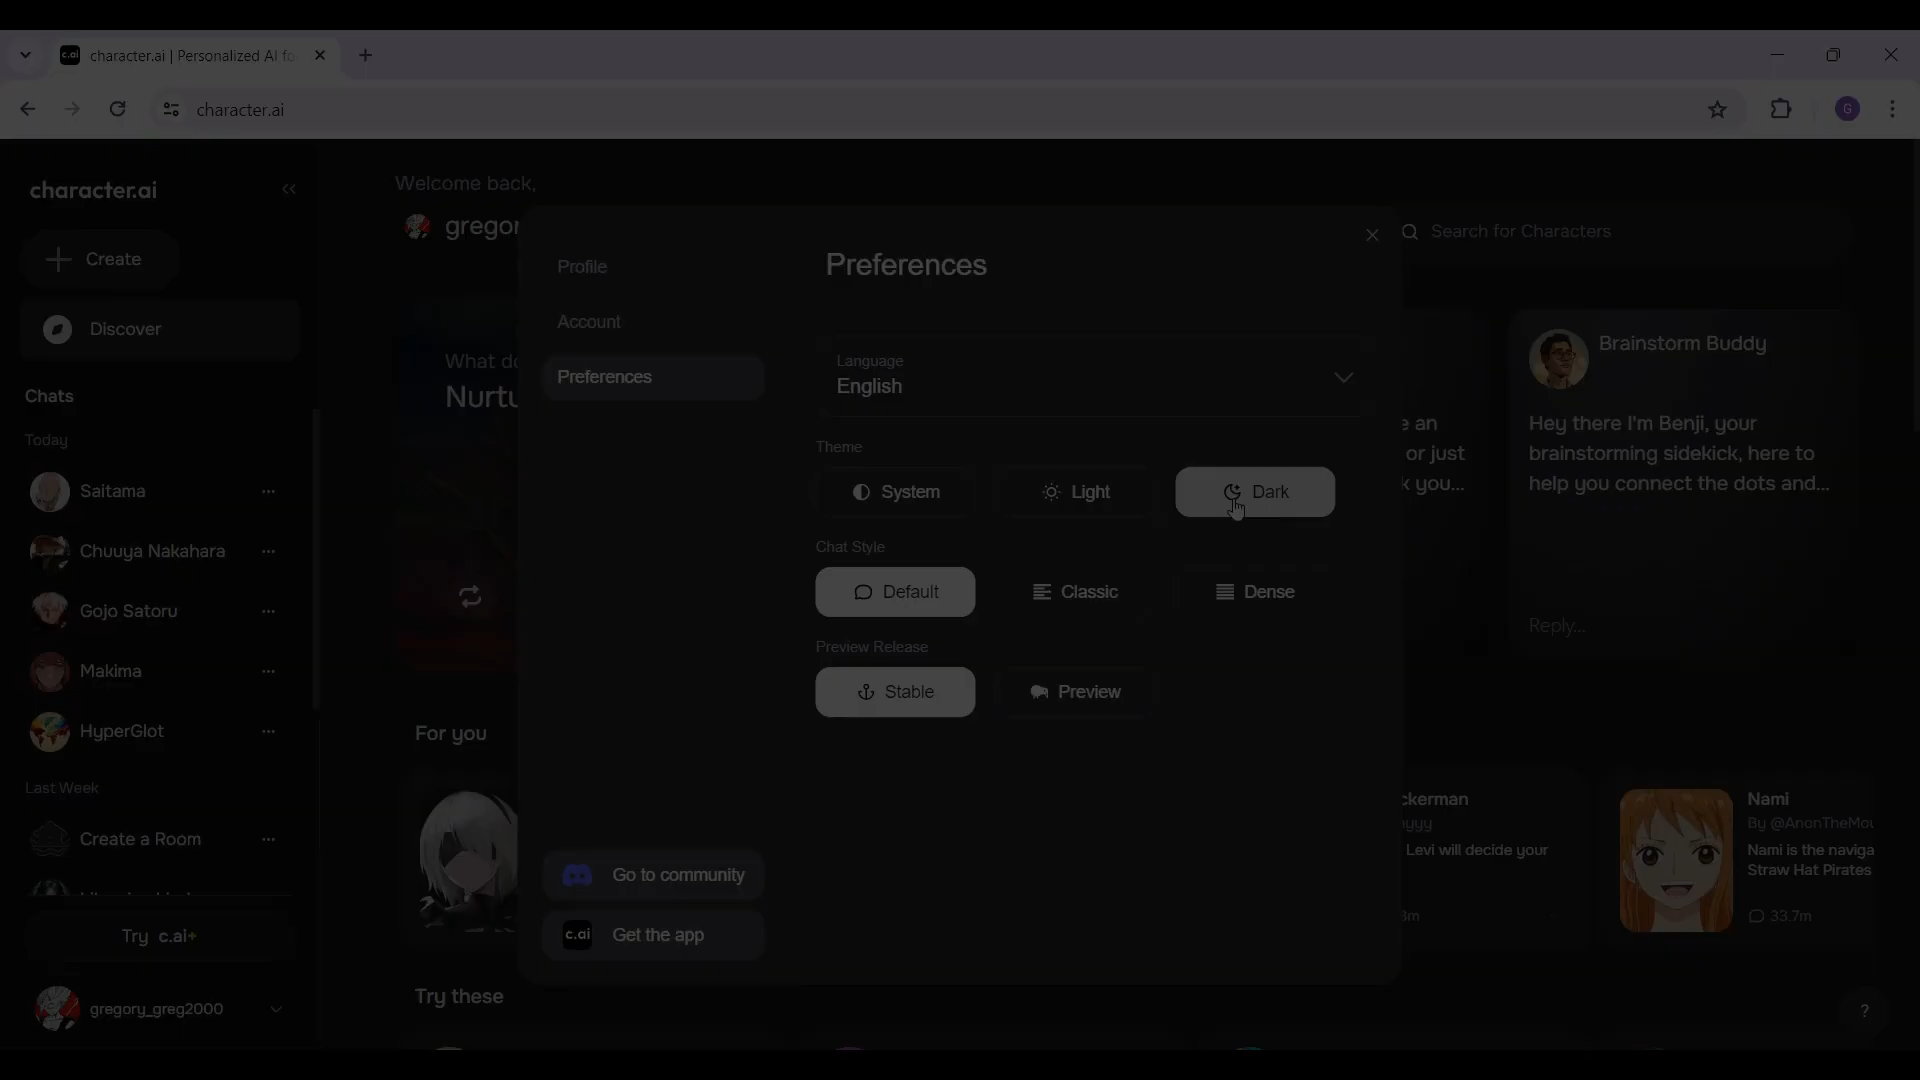 character.ai | Personalized AI fo
character.ai
G
character.ai
Create
Discover
Chats
Today
Saitama
Chuuya Nakahara
Gojo Satoru
Makima
HyperGlot
Last Week
Create a Room
Try c.ai+
gregory_greg2000
Welcome back,
gregor
Search for Characters
What do
Nurtu
For you
Try these
Profile
Account
Preferences
Go to community
c.ai Get the app
Preferences
Language
English
Theme
System Light Dark
Chat Style
Default Classic Dense
Preview Release
Stable Preview
e an
or just
k you...
Brainstorm Buddy
Hey there I'm Benji, your
brainstorming sidekick, here to
help you connect the dots and...
Reply...
ckerman
Levi will decide your
Nami
By @AnonTheMou
Nami is the naviga
Straw Hat Pirates
33.7m
?